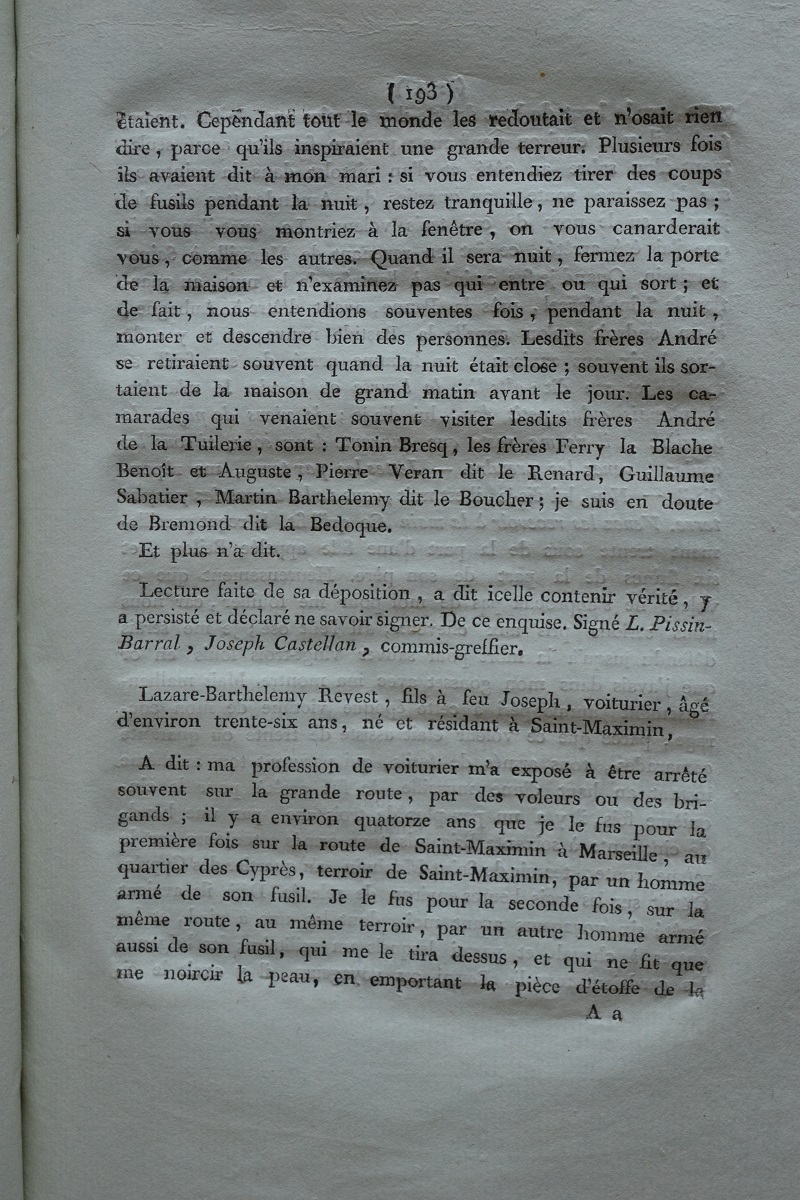 ( 193 )
étaient. Cependant tout le monde les redoutait et n'osait rien
dire, parce qu'ils inspiraient une grande terreur. Plusieurs fois
ils avaient dit à mon mari : si vous entendiez tirer des coups
de fusils pendant la nuit, restez tranquille, ne paraissez pas ;
si vous vous montriez à la fenêtre, on vous canarderait
vous, comme les autres. Quand il sera nuit, fermez la porte
de la maison et n'examinez pas qui entre ou qui sort ; et
de fait, nous entendions souventes fois, pendant la nuit,
monter et descendre bien des personnes. Lesdits frères André
se retiraient souvent quand la nuit était close ; souvent ils sor-
taient de la maison de grand matin avant le jour. Les ca-
marades qui venaient souvent visiter lesdits frères André
de la Tuilerie, sont : Tonin Bresq, les frères Ferry la Blache
Benoît et Auguste, Pierre Veran dit le Renard, Guillaume
Sabatier, Martin Barthelemy dit le Boucher ; je suis en doute
de Bremond dit la Bedoque.
Et plus n'a dit.
Lecture faite de sa déposition, a dit icelle contenir vérité, y
a persisté et déclaré ne savoir signer. De ce enquise. Signé L. Pissin-
Barral, Joseph Castellan, commis-greffier.
Lazare-Barthelemy Revest, fils à feu Joseph, voiturier, âgé
d'environ trente-six ans, né et résidant à Saint-Maximin,
A dit : ma profession de voiturier m'a exposé à être arrêté
souvent sur la grande route, par des voleurs ou des bri-
gands ; il y a environ quatorze ans que je le fus pour la
première fois sur la route de Saint-Maximin à Marseille, au
quartier des Cyprès, terroir de Saint-Maximin, par un homme
armé de son fusil. Je le fus pour la seconde fois, sur la
même route, au même terroir, par un autre homme armé
aussi de son fusil, qui me le tira dessus, et qui ne fit que
me noircir la peau, en emportant la pièce d'étoffe de la
A a